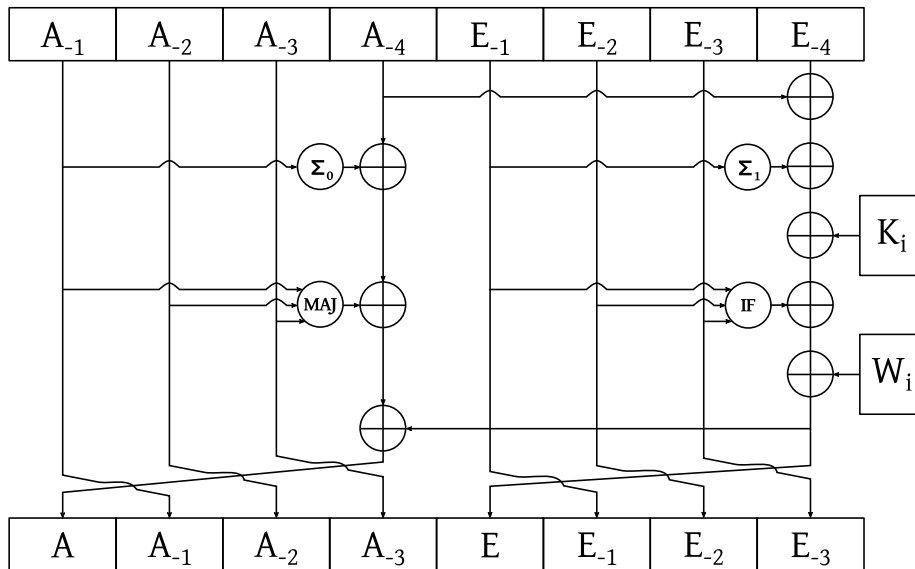 A₋₁ A₋₂ A₋₃ A₋₄ E₋₁ E₋₂ E₋₃ E₋₄
Σ₀ Σ₁
Kᵢ
MAJ IF
Wᵢ
A A₋₁ A₋₂ A₋₃ E E₋₁ E₋₂ E₋₃